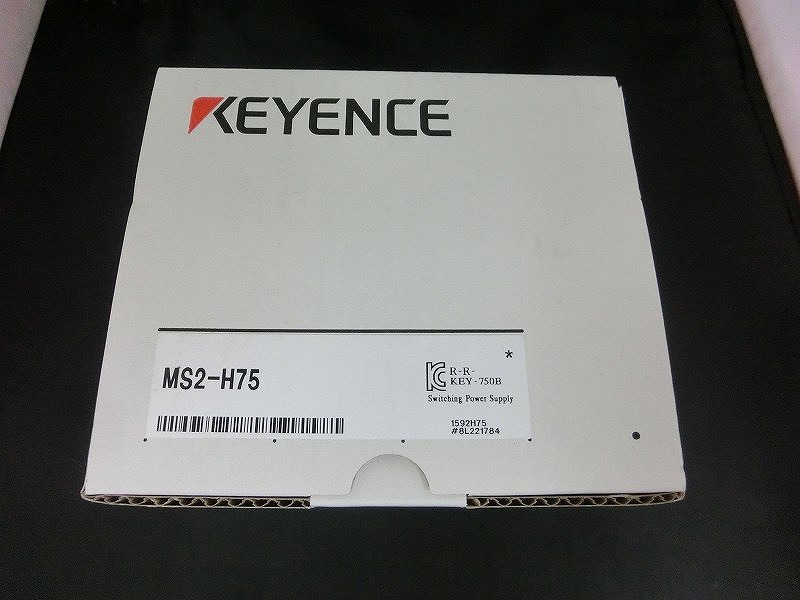 KEYENCE
*
MS2-H75
R-R-
KEY-750B
Switching Power Supply
1592H75
#8L221784